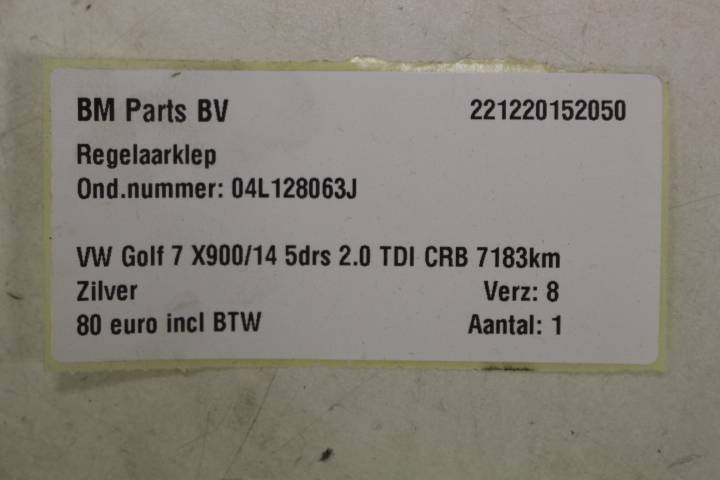 BM Parts BV 221220152050
Regelaarklep
Ond.nummer: 04L128063J
VW Golf 7 X900/14 5drs 2.0 TDI CRB 7183km
Zilver Verz: 8
80 euro incl BTW Aantal: 1